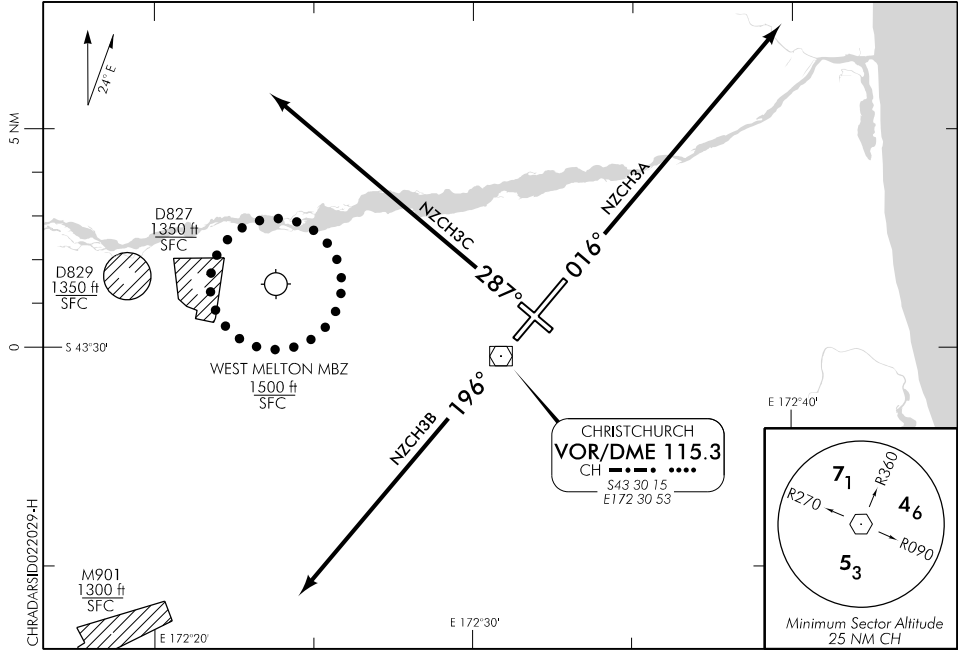 24° E
5 NM
NZCH3A
NZCH3C
016°
287°
D827
1350 ft
SFC
D829
1350 ft
SFC
0
S 43°30'
WEST MELTON MBZ
1500 ft
SFC
196°
NZCH3B
E 172°40'
CHRISTCHURCH
VOR/DME 115.3
CH
S43 30 15
E172 30 53
71
R360
R270
46
R090
53
Minimum Sector Altitude
25 NM CH
CHRADARSID022029-H
M901
1300 ft
SFC
E 172°20'
E 172°30'